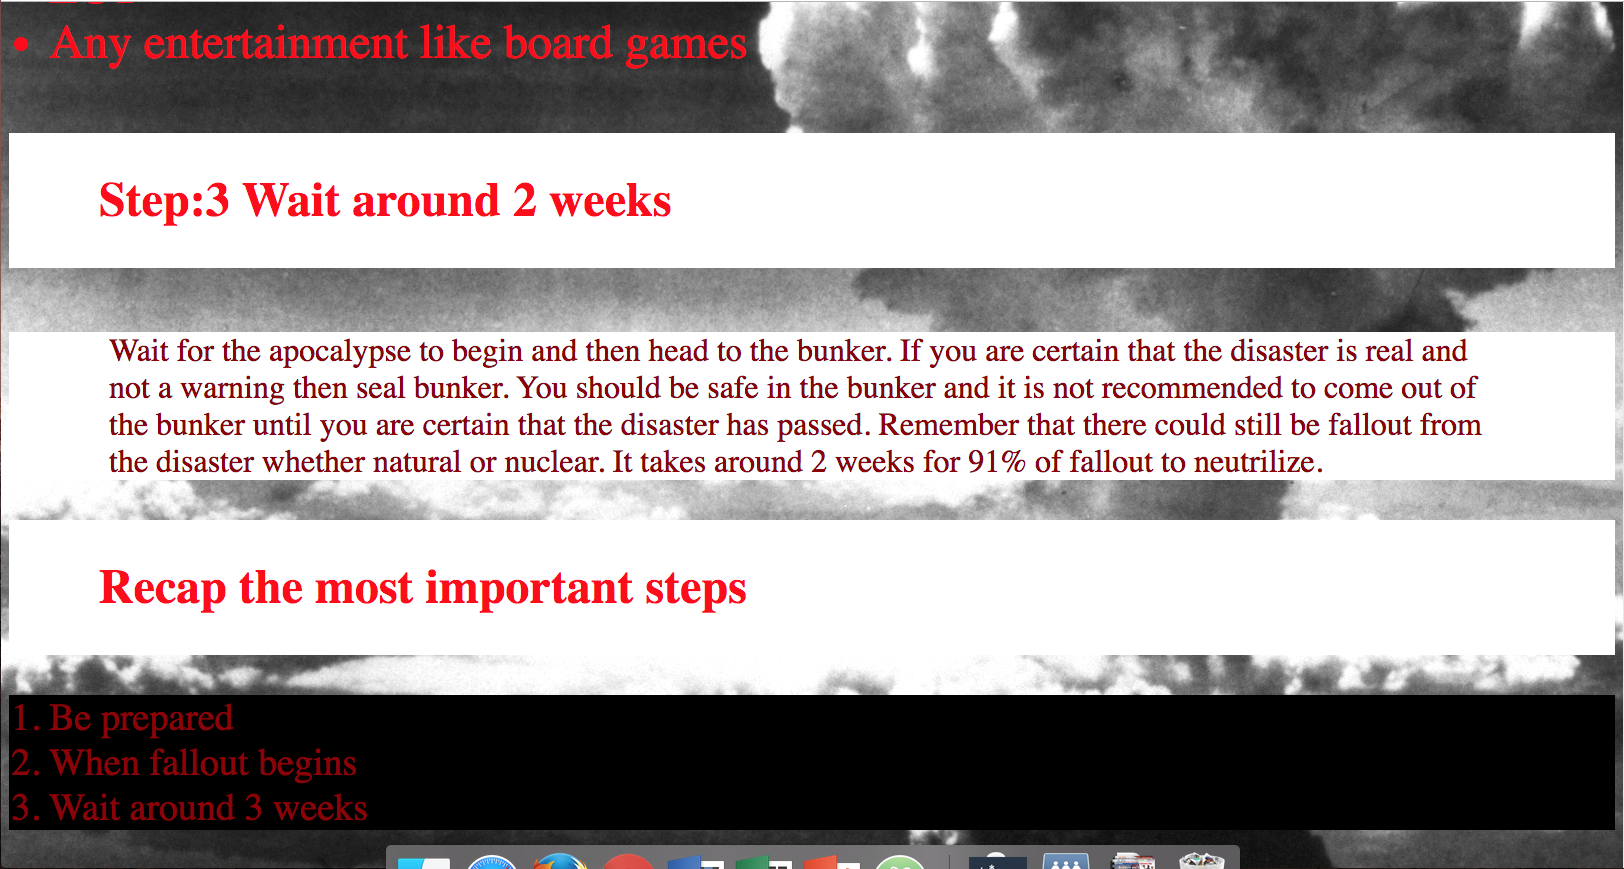 • Any entertainment like board games
Step:3 Wait around 2 weeks
Wait for the apocalypse to begin and then head to the bunker. If you are certain that the disaster is real and
not a warning then seal bunker. You should be safe in the bunker and it is not recommended to come out of
the bunker until you are certain that the disaster has passed. Remember that there could still be fallout from
the disaster whether natural or nuclear. It takes around 2 weeks for 91% of fallout to neutrilize.
Recap the most important steps
1. Be prepared
2. When fallout begins
3. Wait around 3 weeks